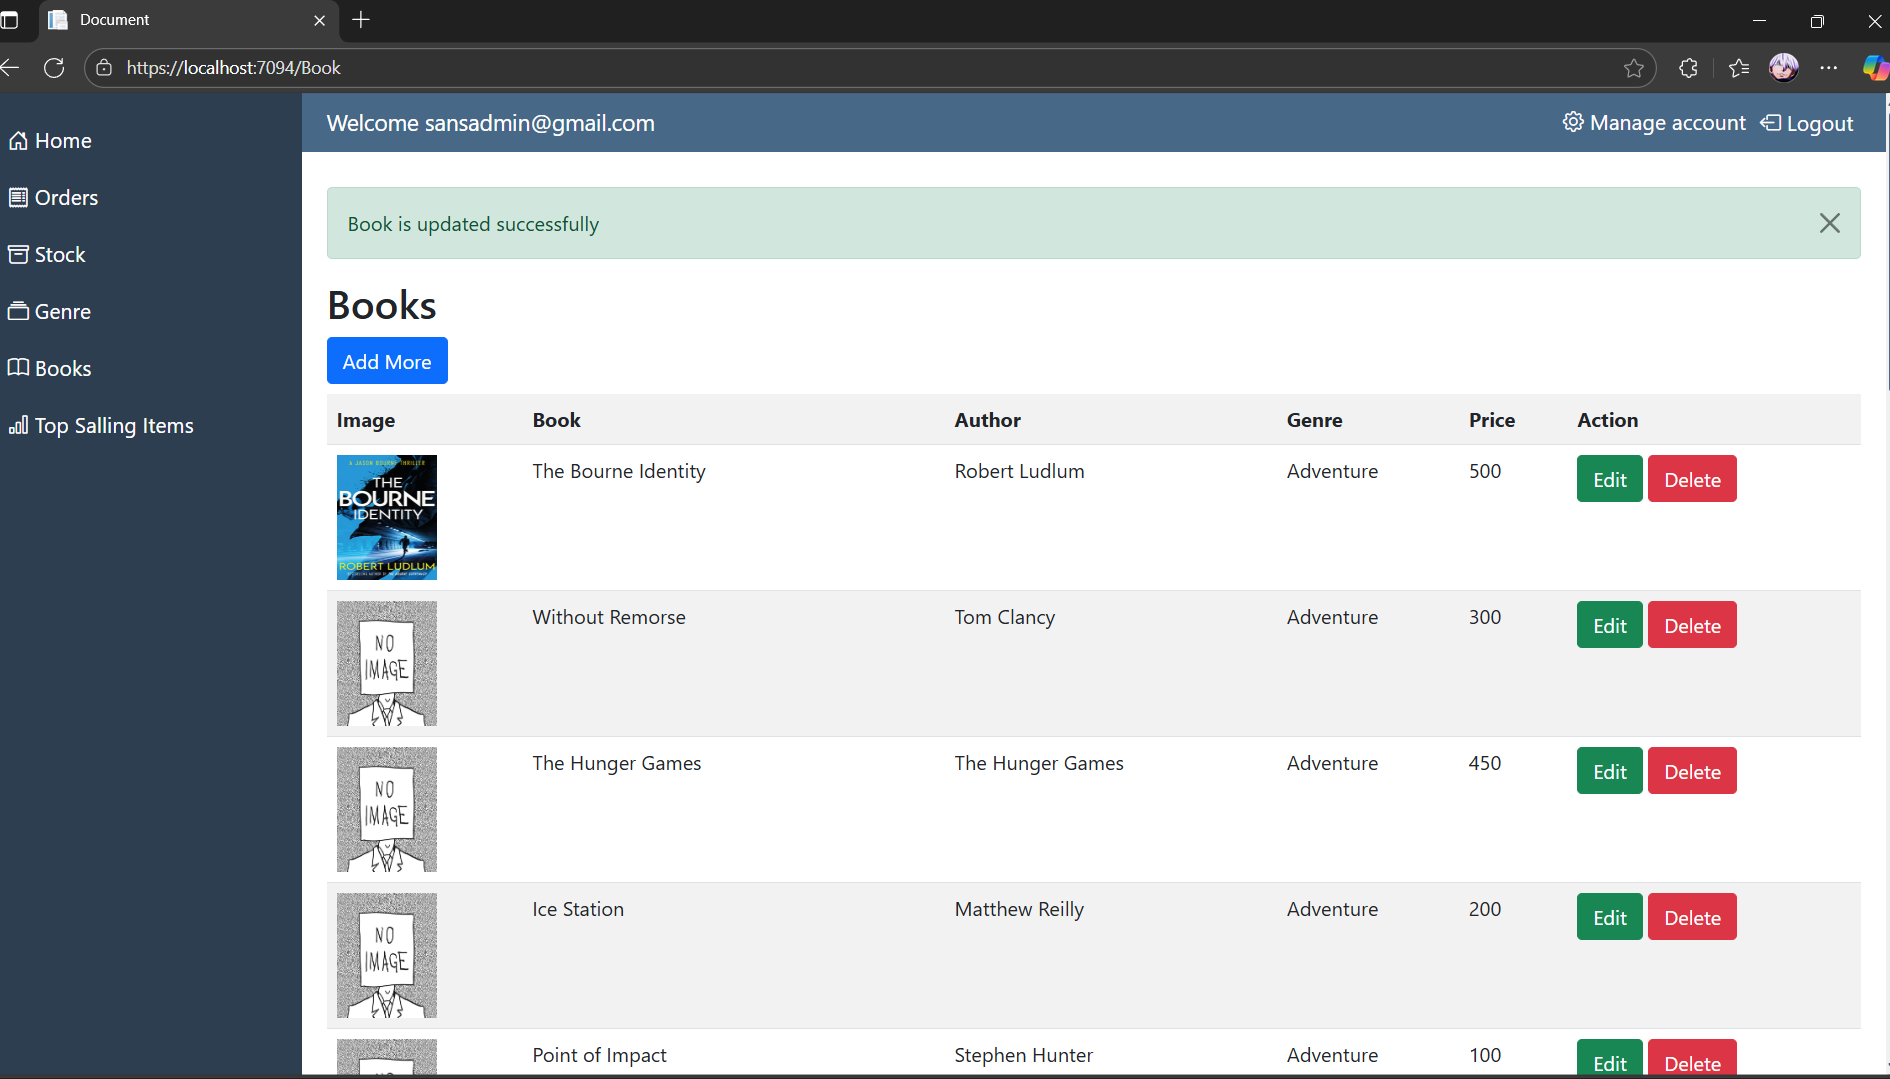 Document
https://localhost:7094/Book
Welcome sansadmin@gmail.com
Manage account
Logout
Home
Orders
Stock
Genre
Books
Top Selling Items
Book is updated successfully
Books
Add More
Image Book Author Genre Price Action
A JASON BOURNE THRILLER
THE
BOURNE
IDENTITY
ROBERT LUDLUM
The Bourne Identity Robert Ludlum Adventure 500 Edit Delete
NO
IMAGE
Without Remorse Tom Clancy Adventure 300 Edit Delete
NO
IMAGE
The Hunger Games The Hunger Games Adventure 450 Edit Delete
NO
IMAGE
Ice Station Matthew Reilly Adventure 200 Edit Delete
NO
Point of Impact Stephen Hunter Adventure 100 Edit Delete